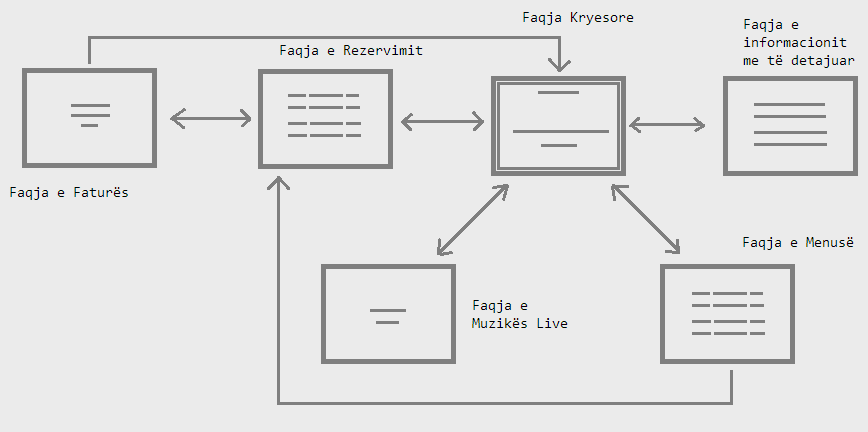 Faqja Kryesore
Faqja e
informacionit
me të detajuar
Faqja e Rezervimit
Faqja e Faturës
Faqja e Menusë
Faqja e
Muzikës Live